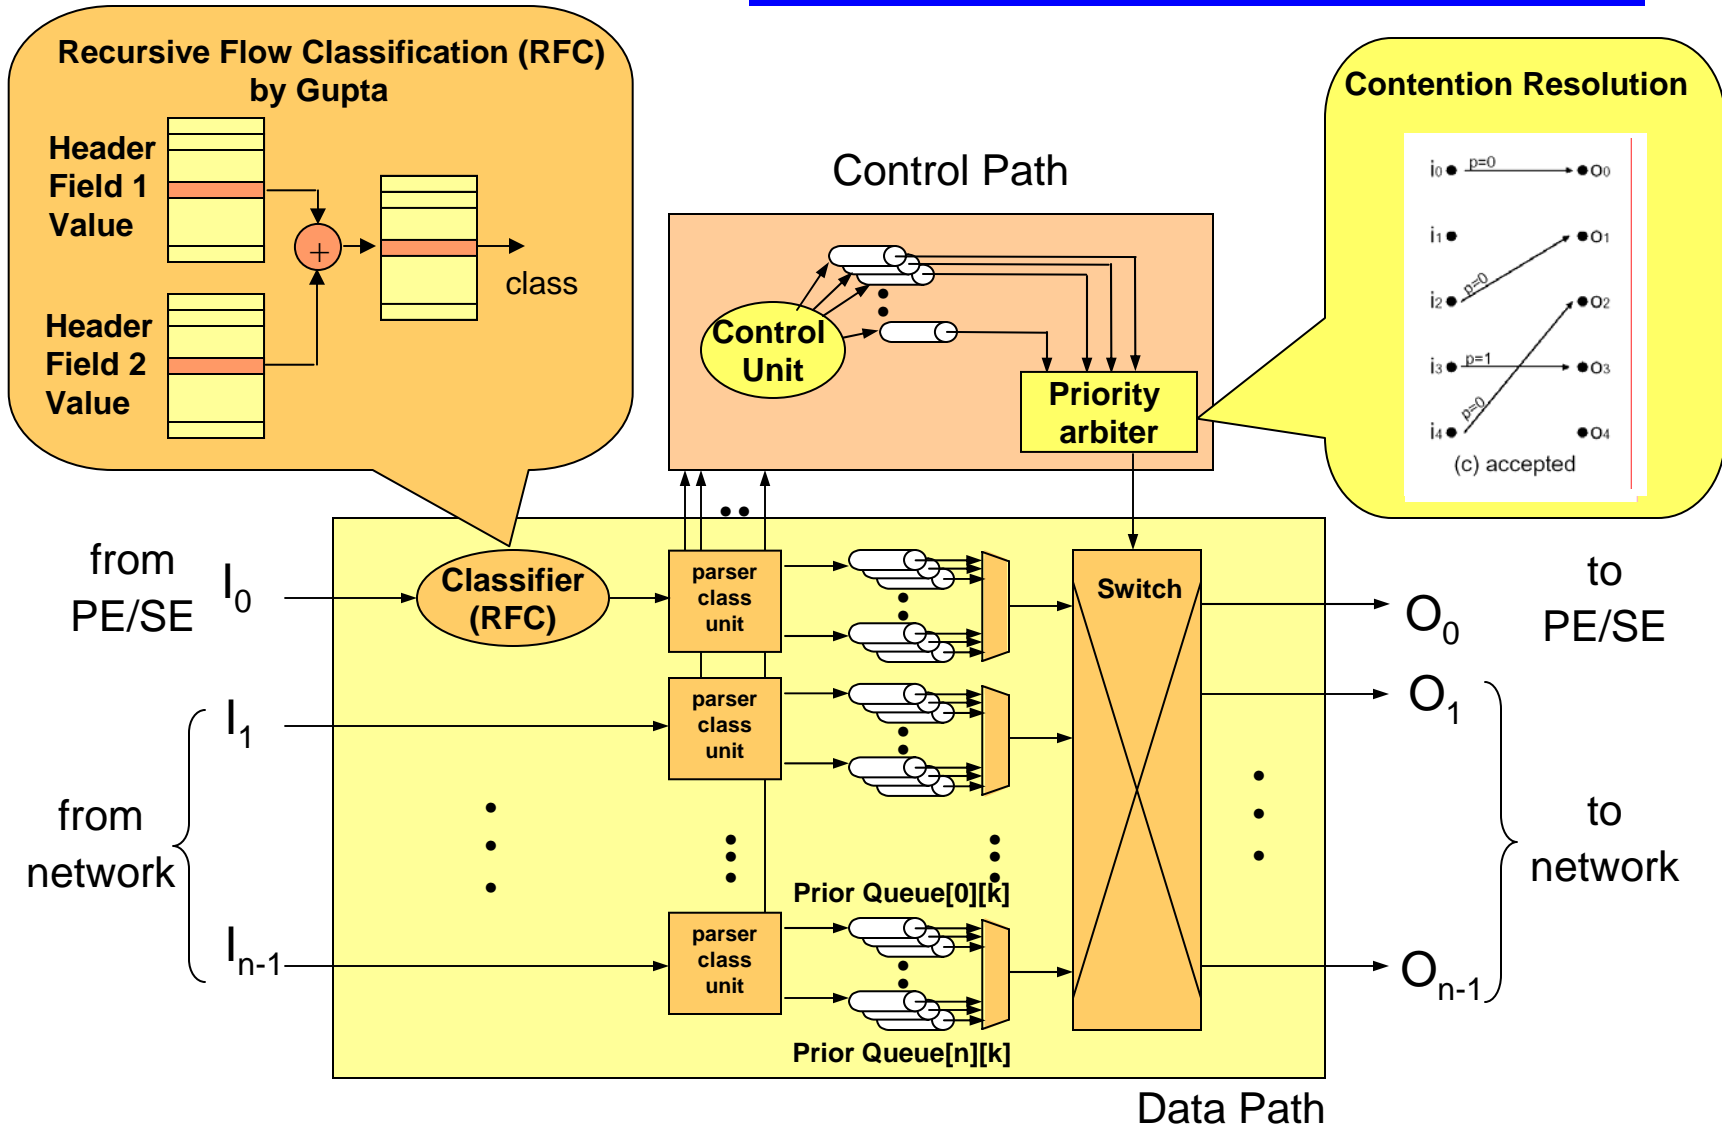 Recursive Flow Classification (RFC)
by Gupta
Header
Field 1
Value
+
class
Header
Field 2
Value
Control Path
Control
Unit
Priority
arbiter
Contention Resolution
i0 p=0 o0
i1 o1
p=0
i2 o2
i3 p=1 o3
p=0
i4 o4
(c) accepted
from
PE/SE
I0
Classifier
(RFC)
parser
class
unit
Switch
O0
to
PE/SE
I1
parser
class
unit
O1
from
network
to
network
Prior Queue[0][k]
In-1
parser
class
unit
On-1
Prior Queue[n][k]
Data Path